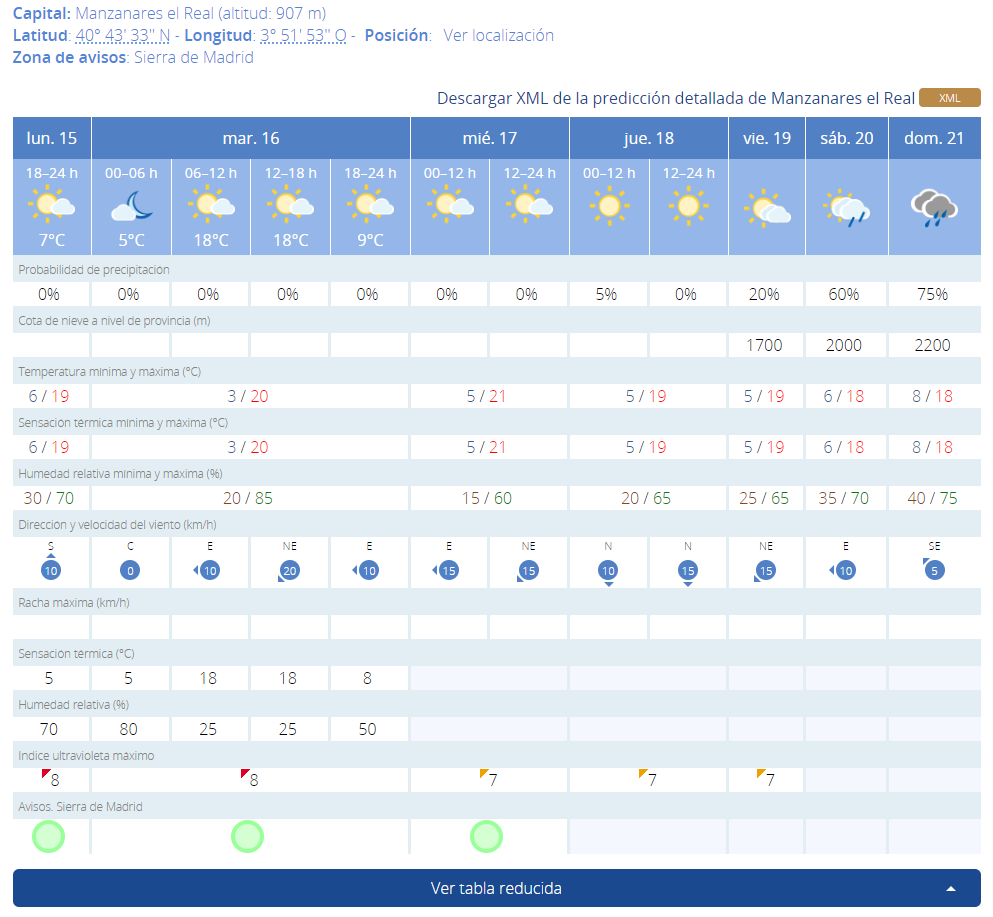 Capital: Manzanares el Real (altitud: 907 m)
Latitud: 40° 43' 33'' N - Longitud: 3° 51' 53'' O - Posición: Ver localización
Zona de avisos: Sierra de Madrid
Descargar XML de la predicción detallada de Manzanares el Real XML
lun. 15 mar. 16 mié. 17 jue. 18 vie. 19 sáb. 20 dom. 21
18–24 h 00–06 h 06–12 h 12–18 h 18–24 h 00–12 h 12–24 h 00–12 h 12–24 h
7°C 5°C 18°C 18°C 9°C
Probabilidad de precipitación
0% 0% 0% 0% 0% 0% 0% 5% 0% 20% 60% 75%
Cota de nieve a nivel de provincia (m)
1700 2000 2200
Temperatura mínima y máxima (°C)
6 / 19 3 / 20 5 / 21 5 / 19 5 / 19 6 / 18 8 / 18
Sensación térmica mínima y máxima (°C)
6 / 19 3 / 20 5 / 21 5 / 19 5 / 19 6 / 18 8 / 18
Humedad relativa mínima y máxima (%)
30 / 70 20 / 85 15 / 60 20 / 65 25 / 65 35 / 70 40 / 75
Dirección y velocidad del viento (km/h)
S C E NE E E NE N N NE E SE
10 0 10 20 10 15 15 10 15 15 10 5
Racha máxima (km/h)
Sensación térmica (°C)
5 5 18 18 8
Humedad relativa (%)
70 80 25 25 50
Indice ultravioleta máximo
8 8 7 7 7
Avisos. Sierra de Madrid
Ver tabla reducida